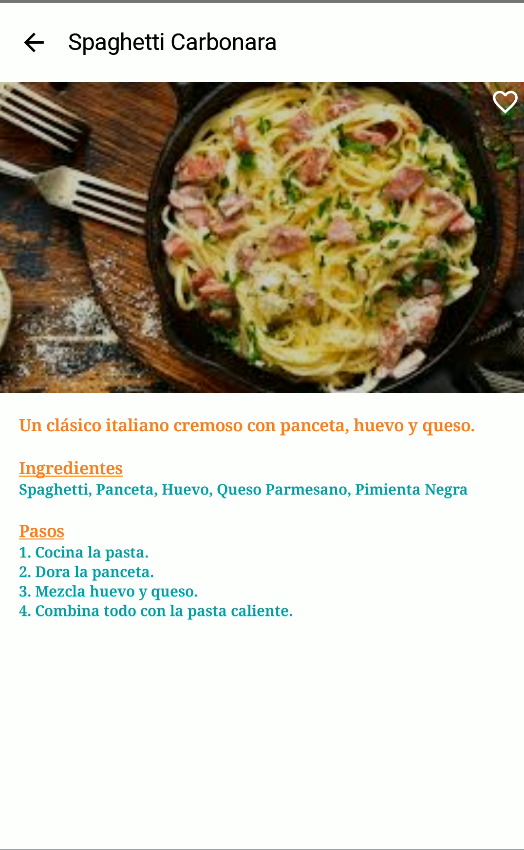 Spaghetti Carbonara
Un clásico italiano cremoso con panceta, huevo y queso.
Ingredientes
Spaghetti, Panceta, Huevo, Queso Parmesano, Pimienta Negra
Pasos
1. Cocina la pasta.
2. Dora la panceta.
3. Mezcla huevo y queso.
4. Combina todo con la pasta caliente.